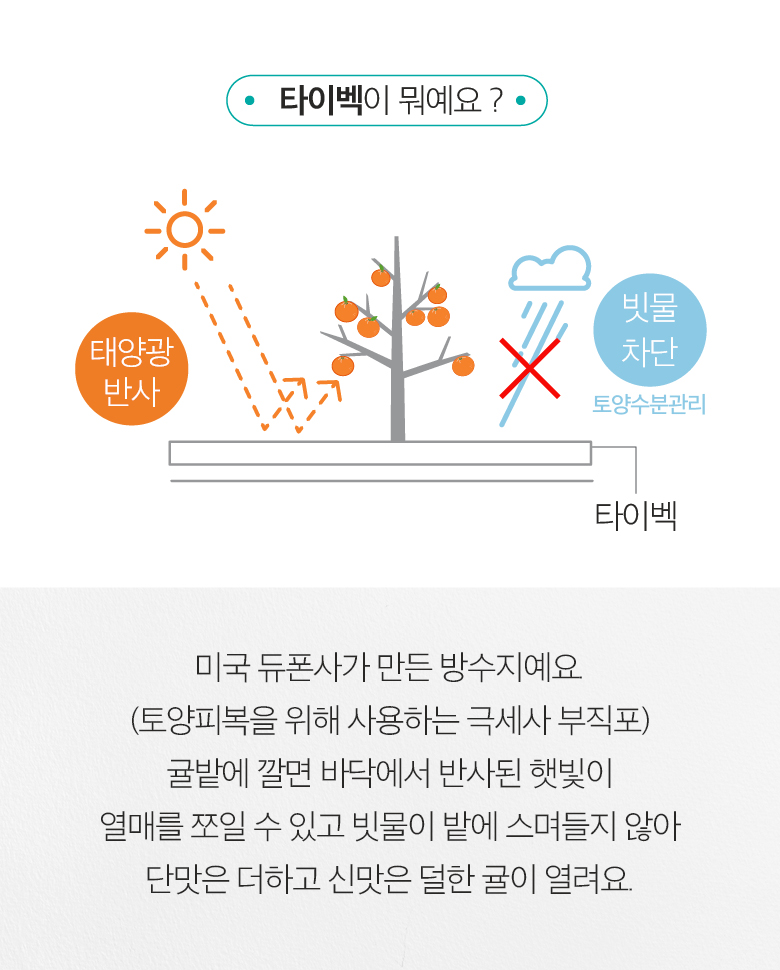 타이벡이 뭐예요 ?
태양광
반사
빗물
차단
토양수분관리
타이벡
미국 듀폰사가 만든 방수지예요
(토양피복을 위해 사용하는 극세사 부직포)
귤밭에 깔면 바닥에서 반사된 햇빛이
열매를 쪼일 수 있고 빗물이 밭에 스며들지 않아
단맛은 더하고 신맛은 덜한 귤이 열려요.